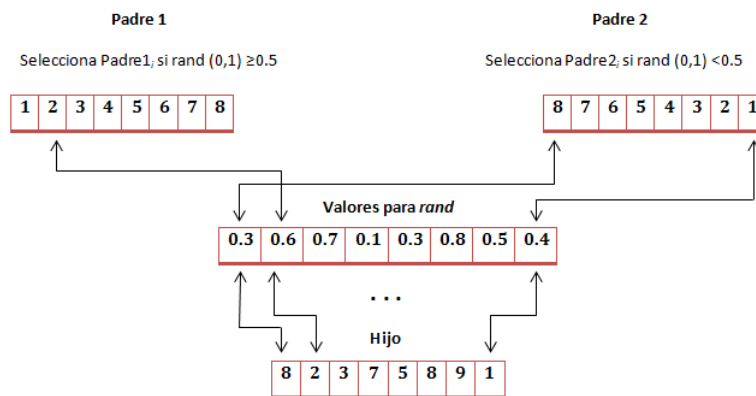 Padre 1
Padre 2
Selecciona Padre1i si rand (0,1) ≥0.5
Selecciona Padre2i si rand (0,1) <0.5
1 2 3 4 5 6 7 8
8 7 6 5 4 3 2 1
Valores para rand
0.3 0.6 0.7 0.1 0.3 0.8 0.5 0.4
. . .
Hijo
8 2 3 7 5 8 9 1